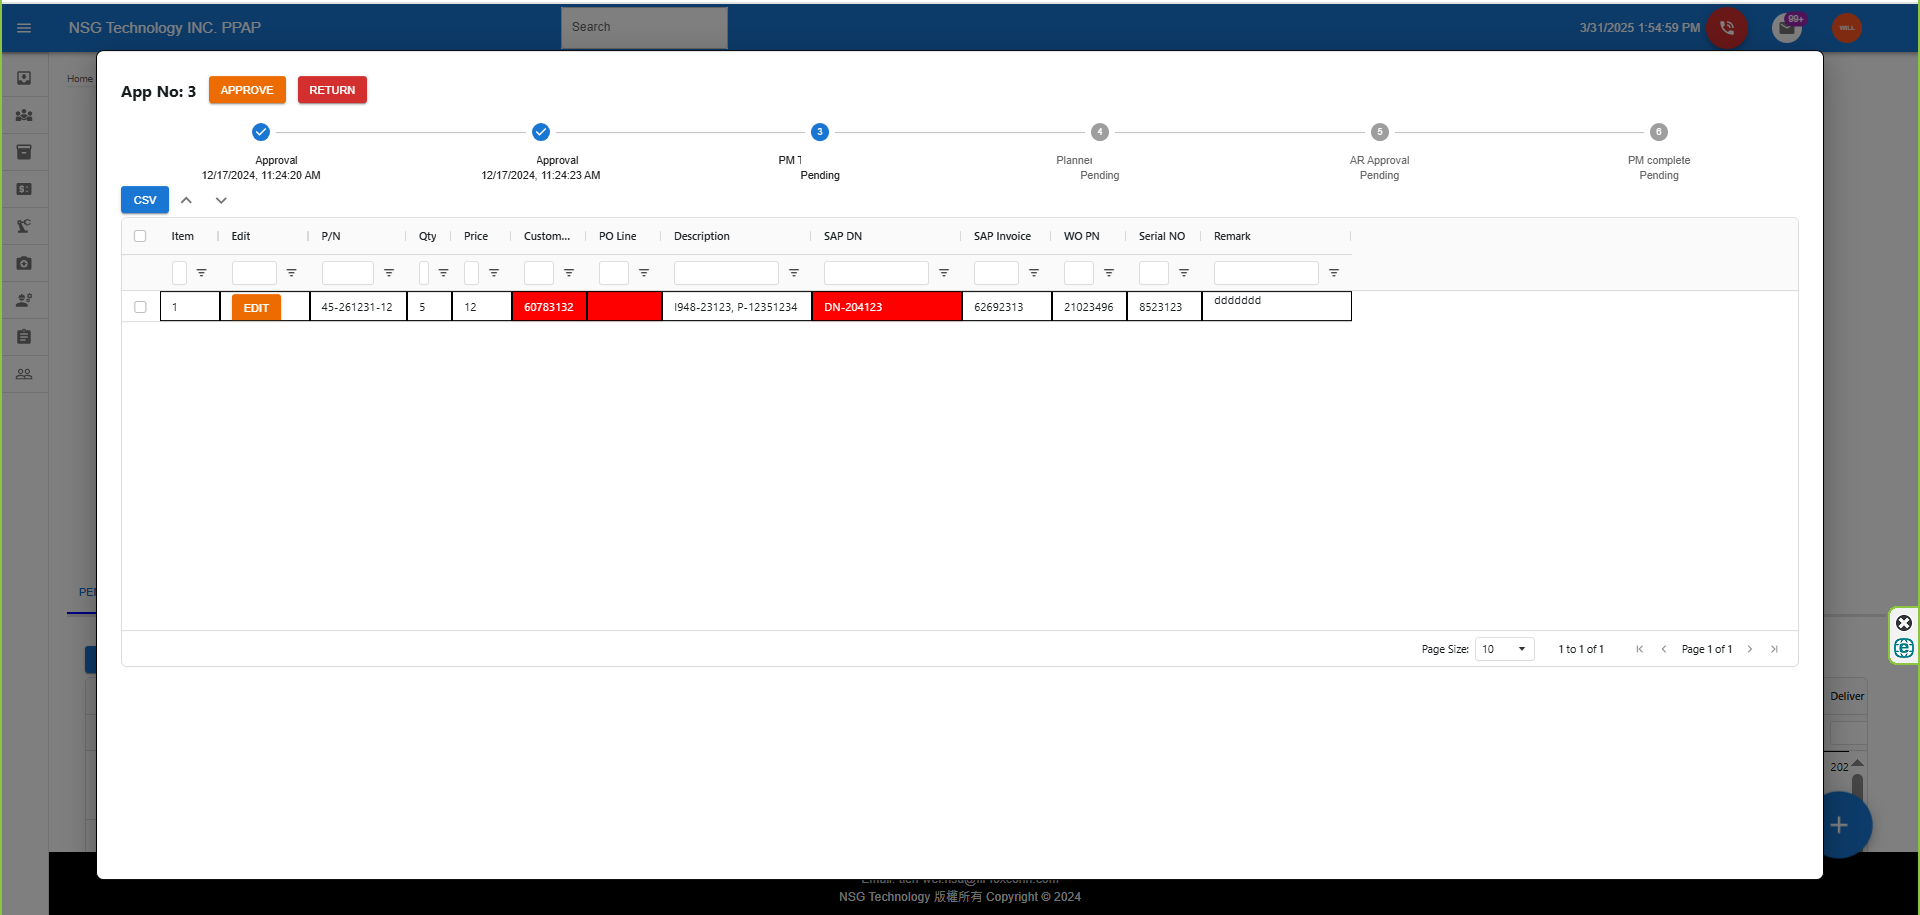 NSG Technology INC. PPAP
Search
3/31/2025 1:54:59 PM
99+
WILL
Home
App No: 3
APPROVE
RETURN
3
4
5
6
Approval
12/17/2024, 11:24:20 AM
Approval
12/17/2024, 11:24:23 AM
PM
Pending
Planner
Pending
AR Approval
Pending
PM complete
Pending
CSV
Item
Edit
P/N
Qty
Price
Custom...
PO Line
Description
SAP DN
SAP Invoice
WO PN
Serial NO
Remark
1
EDIT
45-261231-12
5
12
60783132
I948-23123, P-12351234
DN-204123
62692313
21023496
8523123
ddddddd
Page Size:
10
1 to 1 of 1
Page 1 of 1
Deliver
202
NSG Technology 版權所有 Copyright © 2024